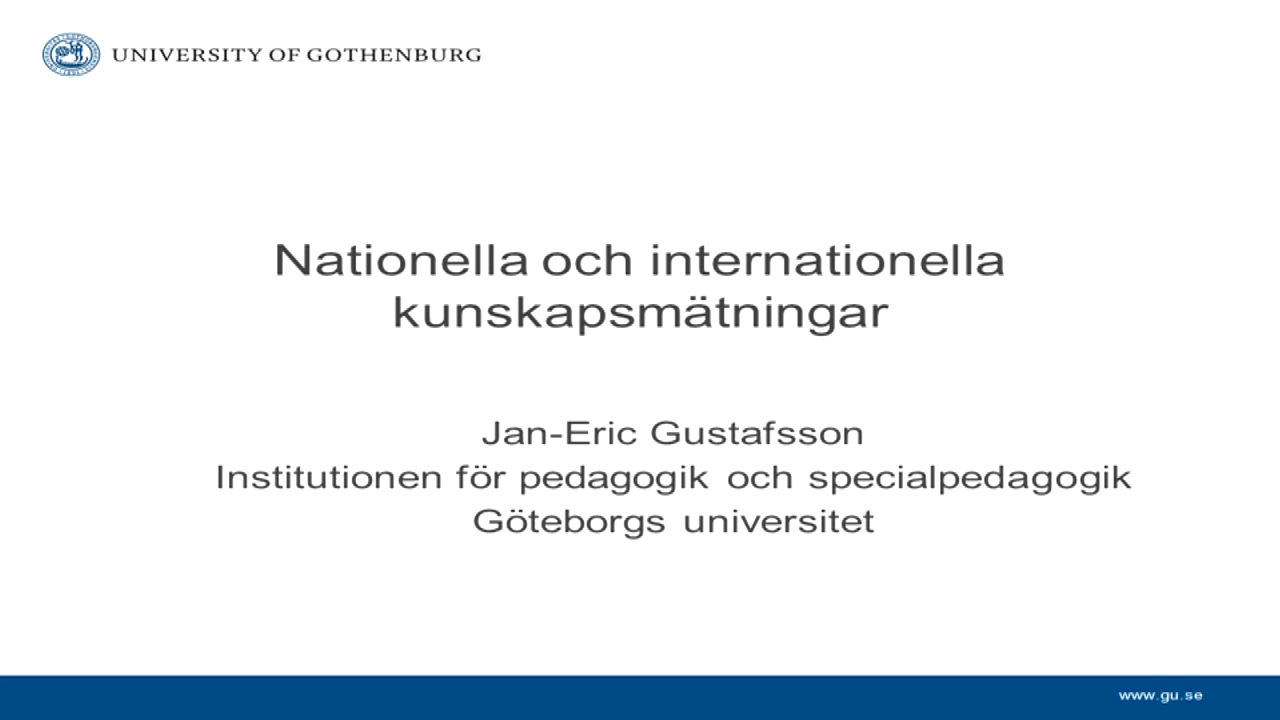 UNIVERSITY OF GOTHENBURG
Nationella och internationella
kunskapsmätningar
Jan-Eric Gustafsson
Institutionen för pedagogik och specialpedagogik
Göteborgs universitet
www.gu.se